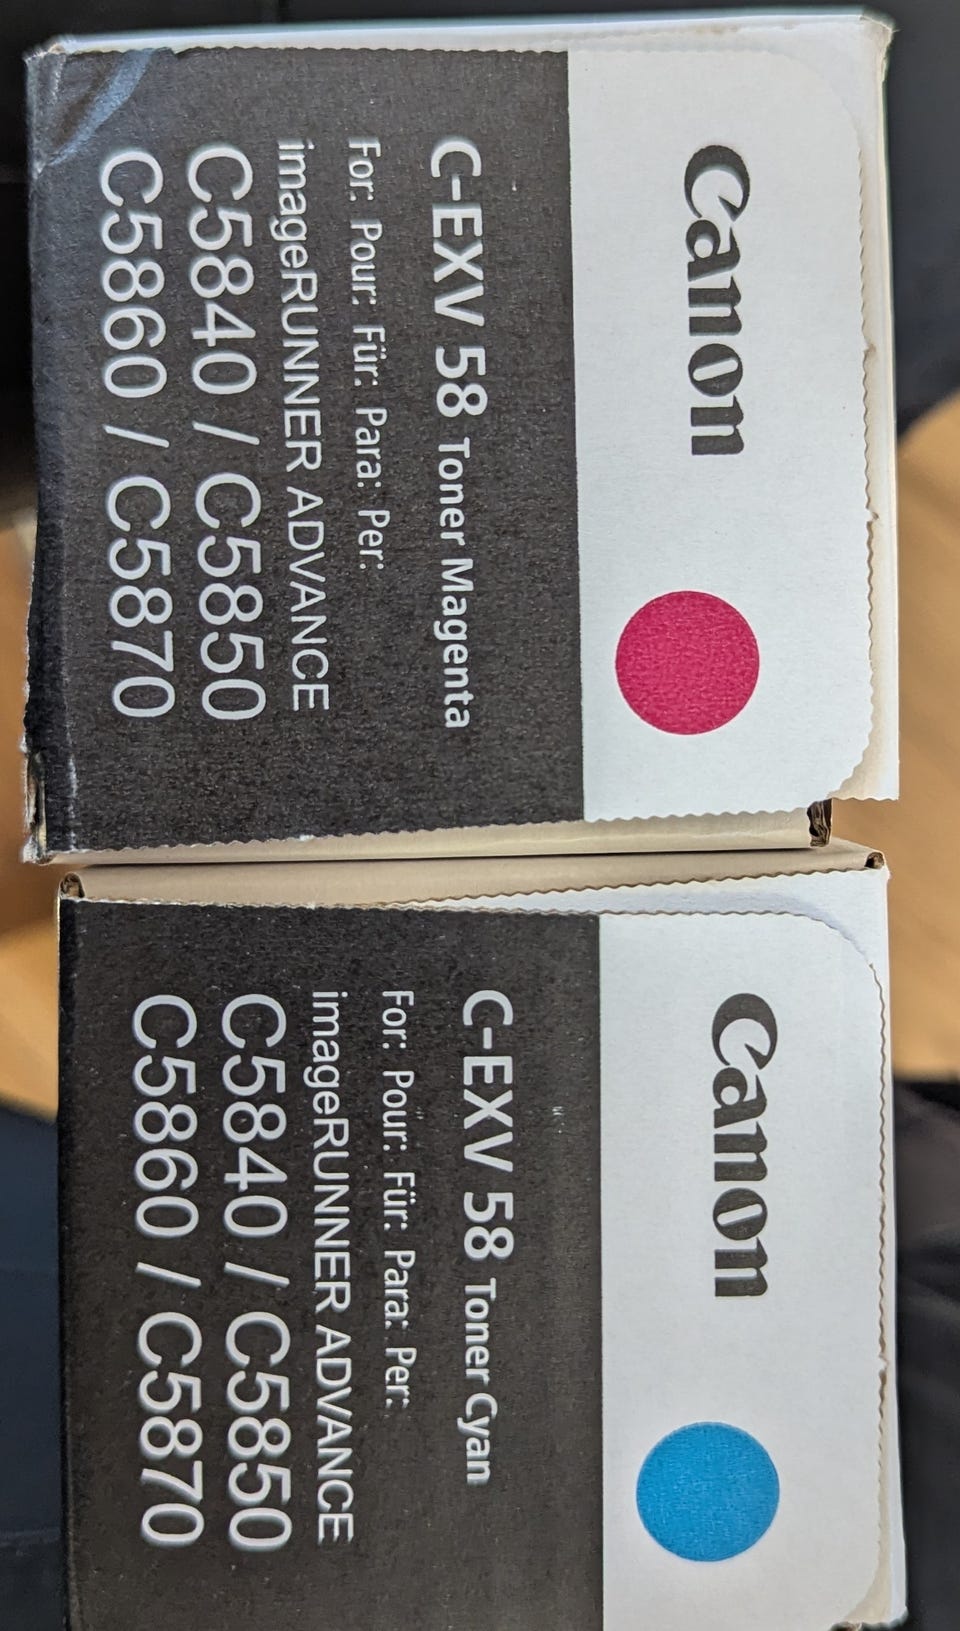 Canon
C-EXV 58 Toner Magenta
For: Pour: Für: Para: Per:
imageRUNNER ADVANCE
C5840 / C5850
C5860 / C5870
Canon
C-EXV 58 Toner Cyan
For: Pour: Für: Para: Per:
imageRUNNER ADVANCE
C5840 / C5850
C5860 / C5870